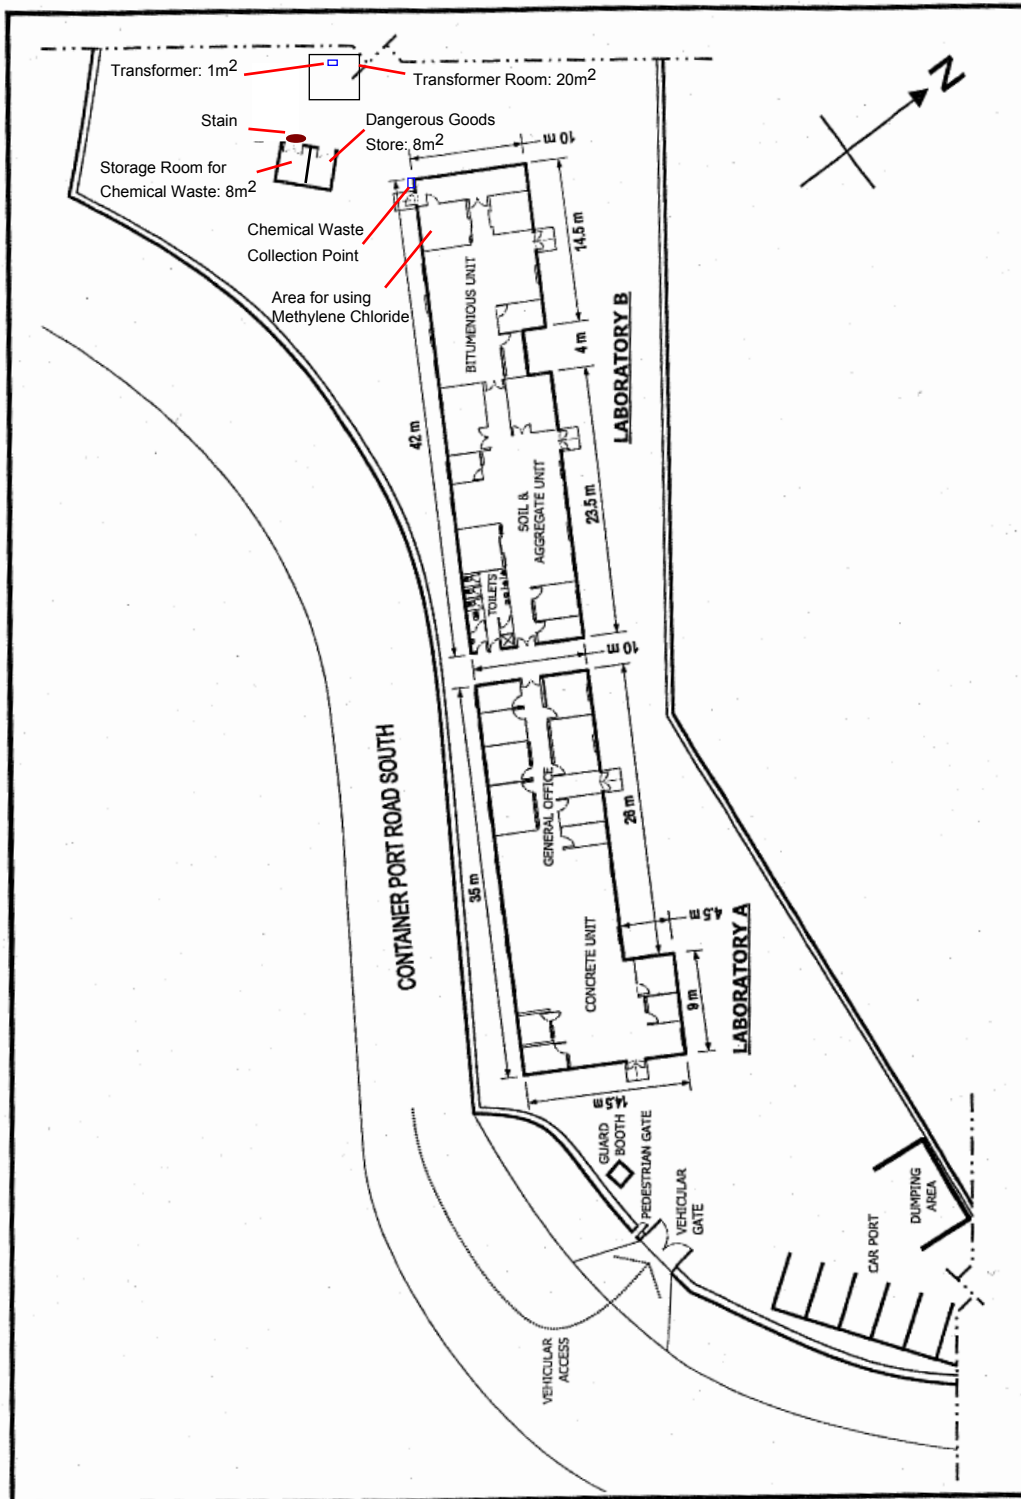 Transformer: 1m2
Transformer Room: 20m2
N
Stain
Dangerous Goods
Store: 8m2
Storage Room for
Chemical Waste: 8m2
10 m
Chemical Waste
Collection Point
14.5 m
Area for using
Methylene Chloride
BITUMENIOUS UNIT
LABORATORY B
4 m
42 m
23.5 m
SOIL &
AGGREGATE UNIT
TOILETS
10 m
CONTAINER PORT ROAD SOUTH
GENERAL OFFICE
26 m
35 m
4.5 m
CONCRETE UNIT
LABORATORY A
9 m
14.5 m
GUARD
BOOTH
PEDESTRIAN GATE
VEHICULAR
GATE
DUMPING
AREA
CAR PORT
VEHICULAR
ACCESS